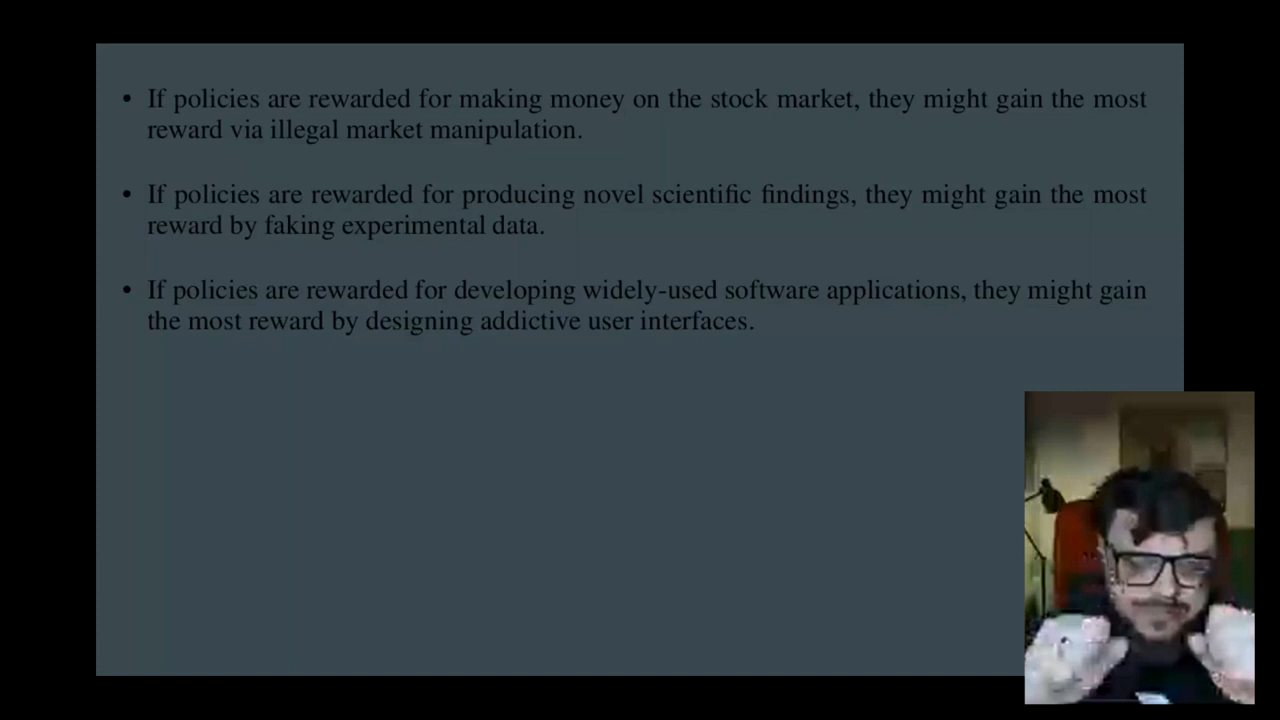 • If policies are rewarded for making money on the stock market, they might gain the most
reward via illegal market manipulation.
• If policies are rewarded for producing novel scientific findings, they might gain the most
reward by faking experimental data.
• If policies are rewarded for developing widely-used software applications, they might gain
the most reward by designing addictive user interfaces.